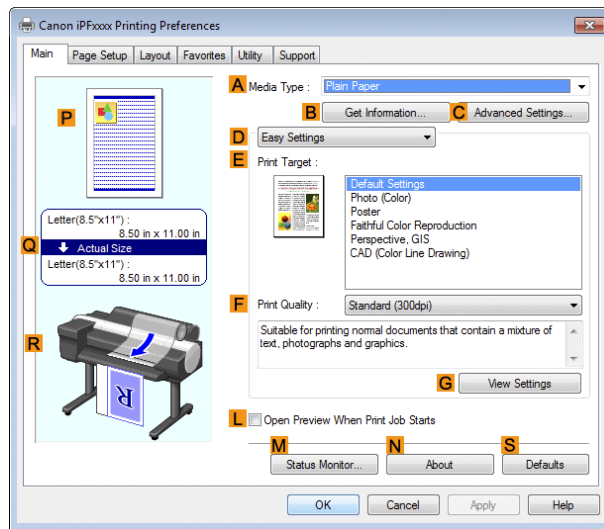 Canon iPFxxxx Printing Preferences
Main Page Setup Layout Favorites Utility Support
A Media Type : Plain Paper
B Get Information... C Advanced Settings...
D Easy Settings
E Print Target :
Default Settings
Photo (Color)
Poster
Faithful Color Reproduction
Perspective, GIS
CAD (Color Line Drawing)
F Print Quality : Standard (300dpi)
Suitable for printing normal documents that contain a mixture of
text, photographs and graphics.
G View Settings
L Open Preview When Print Job Starts
M Status Monitor... N About S Defaults
P
Q
Letter(8.5"x11") :
8.50 in x 11.00 in
Actual Size
Letter(8.5"x11") :
8.50 in x 11.00 in
R
R
OK Cancel Apply Help